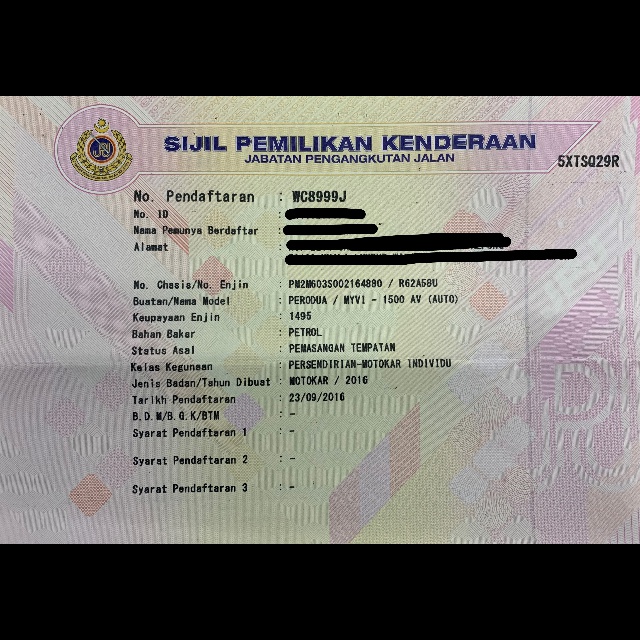 SIJIL PEMILIKAN KENDERAAN
JABATAN PENGANGKUTAN JALAN
5XTSQ29R
No. Pendaftaran : WC8999J
No. ID :
Nama Pemunya Berdaftar :
Alamat :
No. Chasis/No. Enjin : PM2M603S002164890 / R62A58U
Buatan/Nama Model : PERODUA / MYVI - 1500 AV (AUTO)
Keupayaan Enjin : 1495
Bahan Bakar : PETROL
Status Asal : PEMASANGAN TEMPATAN
Kelas Kegunaan : PERSENDIRIAN-MOTOKAR INDIVIDU
Jenis Badan/Tahun Dibuat : MOTOKAR / 2016
Tarikh Pendaftaran : 23/09/2016
B.D.M/B.G.K/BTM : -
Syarat Pendaftaran 1 : -
Syarat Pendaftaran 2 : -
Syarat Pendaftaran 3 : -